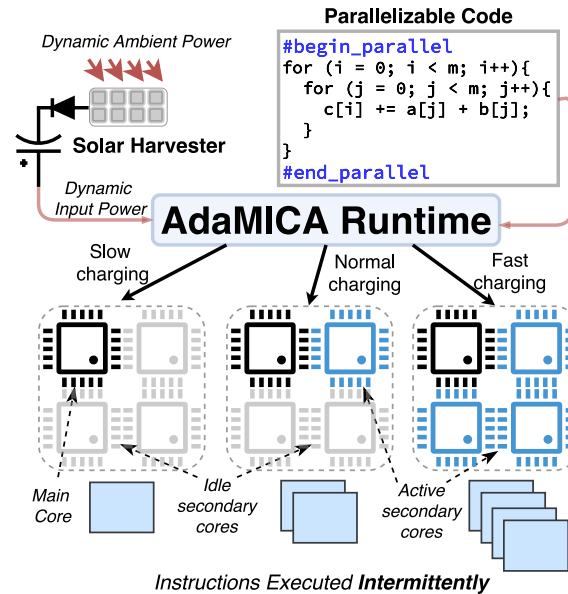 Parallelizable Code
#begin_parallel
for (i = 0; i < m; i++){
  for (j = 0; j < m; j++){
    c[i] += a[j] + b[j];
  }
}
#end_parallel
Dynamic Ambient Power
Solar Harvester
+
Dynamic
Input Power
AdaMICA Runtime
Slow
charging
Normal
charging
Fast
charging
Main
Core
Idle
secondary
cores
Active
secondary
cores
Instructions Executed Intermittently